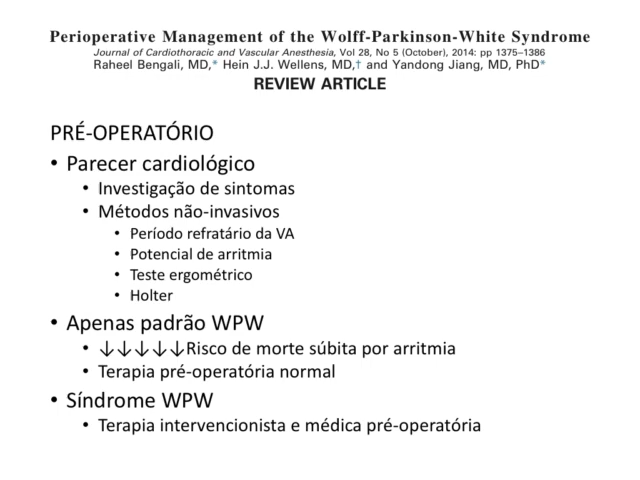 Perioperative Management of the Wolff-Parkinson-White Syndrome
Journal of Cardiothoracic and Vascular Anesthesia, Vol 28, No 5 (October), 2014: pp 1375–1386
Raheel Bengali, MD,* Hein J.J. Wellens, MD,† and Yandong Jiang, MD, PhD*
REVIEW ARTICLE
PRÉ-OPERATÓRIO
• Parecer cardiológico
• Investigação de sintomas
• Métodos não-invasivos
• Período refratário da VA
• Potencial de arritmia
• Teste ergométrico
• Holter
• Apenas padrão WPW
• ↓↓↓↓↓Risco de morte súbita por arritmia
• Terapia pré-operatória normal
• Síndrome WPW
• Terapia intervencionista e médica pré-operatória